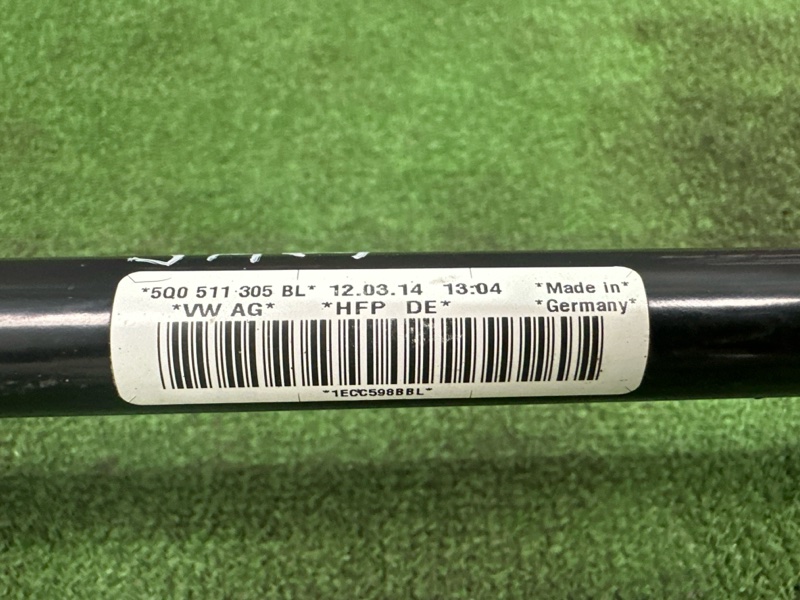 *5Q0 511 305 BL* 12.03.14 13:04 *Made in*
*VW AG* *HFP DE* *Germany*
*1ECC598BBL*